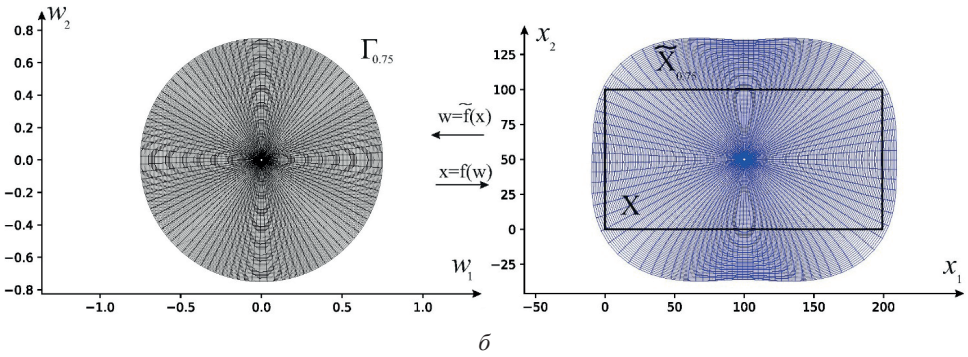 w₂
0.8
0.6
0.4
0.2
0.0
−0.2
−0.4
−0.6
−0.8
−1.0 −0.5 0.0 0.5 1.0
w₁
Γ₀.₇₅
w=f̃(x)
x=f(w)
x₂
125
100
75
50
25
0
−25
−50 0 50 100 150 200
x₁
X̃₀.₇₅
X
б